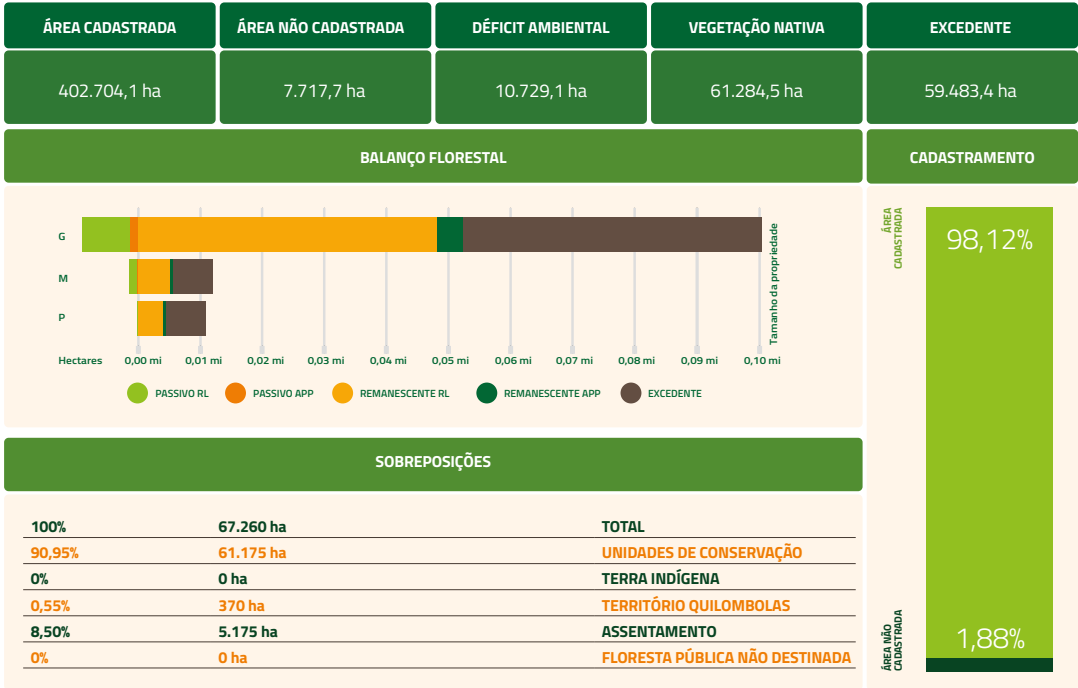 ÁREA CADASTRADA
ÁREA NÃO CADASTRADA
DÉFICIT AMBIENTAL
VEGETAÇÃO NATIVA
EXCEDENTE
402.704,1 ha
7.717,7 ha
10.729,1 ha
61.284,5 ha
59.483,4 ha
BALANÇO FLORESTAL
G
M
P
Hectares
0,00 mi
0,01 mi
0,02 mi
0,03 mi
0,04 mi
0,05 mi
0,06 mi
0,07 mi
0,08 mi
0,09 mi
0,10 mi
Tamanho da propriedade
PASSIVO RL
PASSIVO APP
REMANESCENTE RL
REMANESCENTE APP
EXCEDENTE
CADASTRAMENTO
ÁREA
CADASTRADA
98,12%
ÁREA NÃO
CADASTRADA
1,88%
SOBREPOSIÇÕES
100% 67.260 ha TOTAL
90,95% 61.175 ha UNIDADES DE CONSERVAÇÃO
0% 0 ha TERRA INDÍGENA
0,55% 370 ha TERRITÓRIO QUILOMBOLAS
8,50% 5.175 ha ASSENTAMENTO
0% 0 ha FLORESTA PÚBLICA NÃO DESTINADA